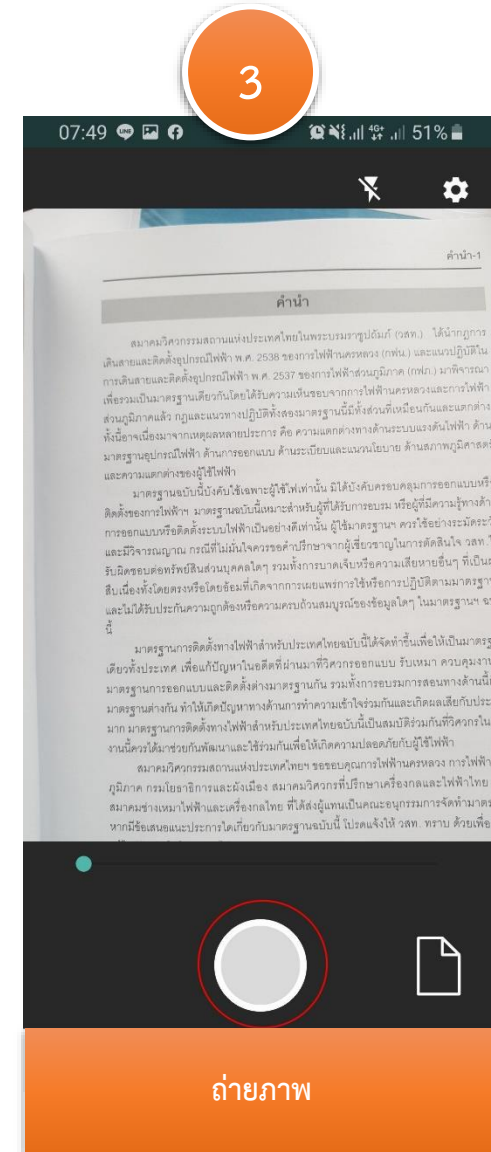 3
07:49
4G+
51%
คำนำ-1
คำนำ
สมาคมวิศวกรรมสถานแห่งประเทศไทยในพระบรมราชูปถัมภ์ (วสท.) ได้นำกฎการ
เดินสายและติดตั้งอุปกรณ์ไฟฟ้า พ.ศ. 2538 ของการไฟฟ้านครหลวง (กฟน.) และแนวปฏิบัติใน
การเดินสายและติดตั้งอุปกรณ์ไฟฟ้า พ.ศ. 2537 ของการไฟฟ้าส่วนภูมิภาค (กฟภ.) มาพิจารณา
เพื่อรวมเป็นมาตรฐานเดียวกันโดยได้รับความเห็นชอบจากการไฟฟ้านครหลวงและการไฟฟ้า
ส่วนภูมิภาคแล้ว กฎและแนวทางปฏิบัติทั้งสองมาตรฐานนี้มีทั้งส่วนที่เหมือนกันและแตกต่าง
ทั้งนี้อาจเนื่องมาจากเหตุผลหลายประการ คือ ความแตกต่างทางด้านระบบแรงดันไฟฟ้า ด้าน
มาตรฐานอุปกรณ์ไฟฟ้า ด้านการออกแบบ ด้านระเบียบและแนวนโยบาย ด้านสภาพภูมิศาสตร์
และความแตกต่างของผู้ใช้ไฟฟ้า
มาตรฐานฉบับนี้บังคับใช้เฉพาะผู้ใช้ไฟเท่านั้น มิได้บังคับครอบคลุมการออกแบบหรื
ติดตั้งของการไฟฟ้าฯ มาตรฐานฉบับนี้เหมาะสำหรับผู้ที่ได้รับการอบรม หรือผู้ที่มีความรู้ทางด้า
การออกแบบหรือติดตั้งระบบไฟฟ้าเป็นอย่างดีเท่านั้น ผู้ใช้มาตรฐานฯ ควรใช้อย่างระมัดระ
และมีวิจารณญาณ กรณีที่ไม่มั่นใจควรขอคำปรึกษาจากผู้เชี่ยวชาญในการตัดสินใจ วสท.
รับผิดชอบต่อทรัพย์สินส่วนบุคคลใดๆ รวมทั้งการบาดเจ็บหรือความเสียหายอื่นๆ ที่เป็น
สืบเนื่องทั้งโดยตรงหรือโดยอ้อมที่เกิดจากการเผยแพร่การใช้หรือการปฏิบัติตามมาตรฐา
และไม่ได้รับประกันความถูกต้องหรือความครบถ้วนสมบูรณ์ของข้อมูลใดๆ ในมาตรฐานฯ ฉ
นี้
มาตรฐานการติดตั้งทางไฟฟ้าสำหรับประเทศไทยฉบับนี้ได้จัดทำขึ้นเพื่อให้เป็นมาตรฐ
เดียวทั้งประเทศ เพื่อแก้ปัญหาในอดีตที่ผ่านมาที่วิศวกรออกแบบ รับเหมา ควบคุมงา
มาตรฐานการออกแบบและติดตั้งต่างมาตรฐานกัน รวมทั้งการอบรมการสอนทางด้านนี้
มาตรฐานต่างกัน ทำให้เกิดปัญหาทางด้านการทำความเข้าใจร่วมกันและเกิดผลเสียกับประ
มาก มาตรฐานการติดตั้งทางไฟฟ้าสำหรับประเทศไทยฉบับนี้เป็นสมบัติร่วมกันที่วิศวกรใน
งานนี้ควรได้มาช่วยกันพัฒนาและใช้ร่วมกันเพื่อให้เกิดความปลอดภัยกับผู้ใช้ไฟฟ้า
สมาคมวิศวกรรมสถานแห่งประเทศไทยฯ ขอขอบคุณการไฟฟ้านครหลวง การไฟฟ้า
ภูมิภาค กรมโยธาธิการและผังเมือง สมาคมวิศวกรที่ปรึกษาเครื่องกลและไฟฟ้าไทย
สมาคมช่างเหมาไฟฟ้าและเครื่องกลไทย ที่ได้ส่งผู้แทนเป็นคณะอนุกรรมการจัดทำมาตร
หากมีข้อเสนอแนะประการใดเกี่ยวกับมาตรฐานฉบับนี้ โปรดแจ้งให้ วสท. ทราบ ด้วยเพื่อ
ถ่ายภาพ